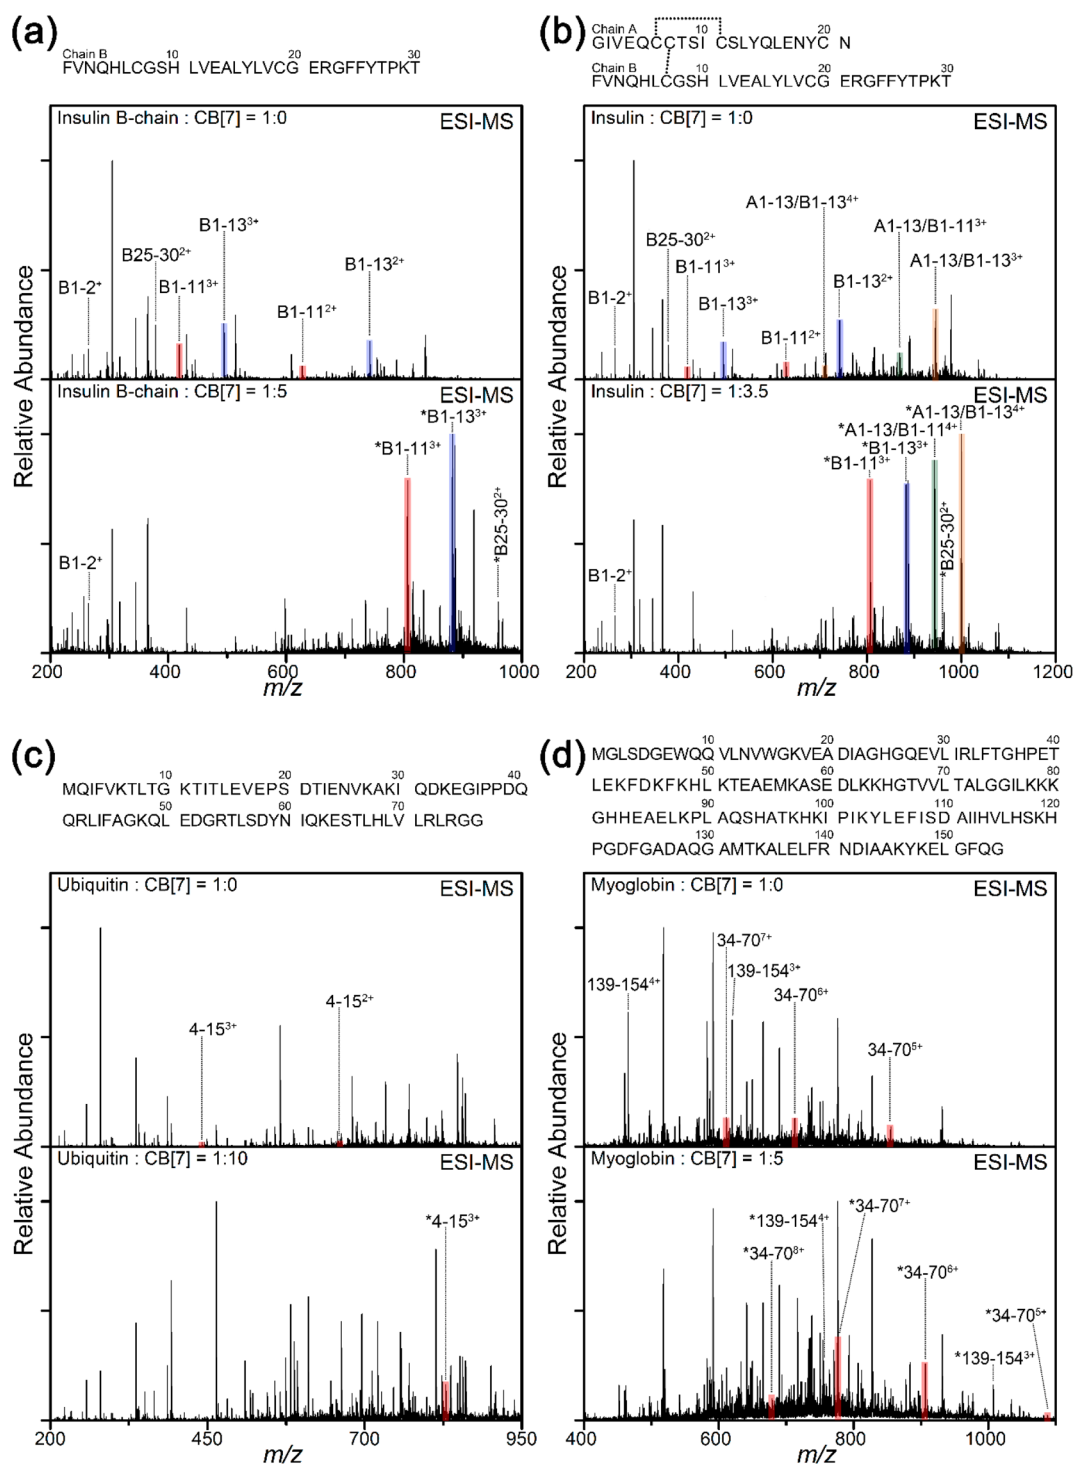 (a)
Chain B 10 20 30
FVNQHLCGSH LVEALYLVCG ERGFFYTPKT
Insulin B-chain : CB[7] = 1:0 ESI-MS
B1-2⁺
B25-30²⁺
B1-11³⁺
B1-13³⁺
B1-11²⁺
B1-13²⁺
Relative Abundance
Insulin B-chain : CB[7] = 1:5 ESI-MS
B1-2⁺
*B1-11³⁺
*B1-13³⁺
*B25-30²⁺
Relative Abundance
200 400 600 800 1000
m/z
(b)
Chain A 10 20
GIVEQCCTSI CSLYQLENYC N
Chain B 10 20 30
FVNQHLCGSH LVEALYLVCG ERGFFYTPKT
Insulin : CB[7] = 1:0 ESI-MS
A1-13/B1-13⁴⁺
A1-13/B1-11³⁺
B25-30²⁺
A1-13/B1-13³⁺
B1-11³⁺
B1-13²⁺
B1-2⁺
B1-13³⁺
B1-11²⁺
Relative Abundance
Insulin : CB[7] = 1:3.5 ESI-MS
*A1-13/B1-13⁴⁺
*A1-13/B1-11⁴⁺
*B1-13³⁺
*B1-11³⁺
*B25-30²⁺
B1-2⁺
Relative Abundance
200 400 600 800 1000 1200
m/z
(c)
10 20 30 40
MQIFVKTLTG KTITLEVEPS DTIENVKAKI QDKEGIPPDQ
50 60 70
QRLIFAGKQL EDGRTLSDYN IQKESTLHLV LRLRGG
Ubiquitin : CB[7] = 1:0 ESI-MS
4-15³⁺
4-15²⁺
Relative Abundance
Ubiquitin : CB[7] = 1:10 ESI-MS
*4-15³⁺
Relative Abundance
200 450 700 950
m/z
(d)
10 20 30 40
MGLSDGEWQQ VLNVWGKVEA DIAGHGQEVL IRLFTGHPET
50 60 70 80
LEKFDKFKHL KTEAEMKASE DLKKHGTVVL TALGGILKKK
90 100 110 120
GHHEAELKPL AQSHATKHKI PIKYLEFISD AIIHVLHSKH
130 140 150
PGDFGADAQG AMTKALELFR NDIAAKYKEL GFQG
Myoglobin : CB[7] = 1:0 ESI-MS
34-70⁷⁺
139-154³⁺
139-154⁴⁺
34-70⁶⁺
34-70⁵⁺
Relative Abundance
Myoglobin : CB[7] = 1:5 ESI-MS
*34-70⁷⁺
*139-154⁴⁺
*34-70⁸⁺
*34-70⁶⁺
*34-70⁵⁺
*139-154³⁺
Relative Abundance
400 600 800 1000
m/z